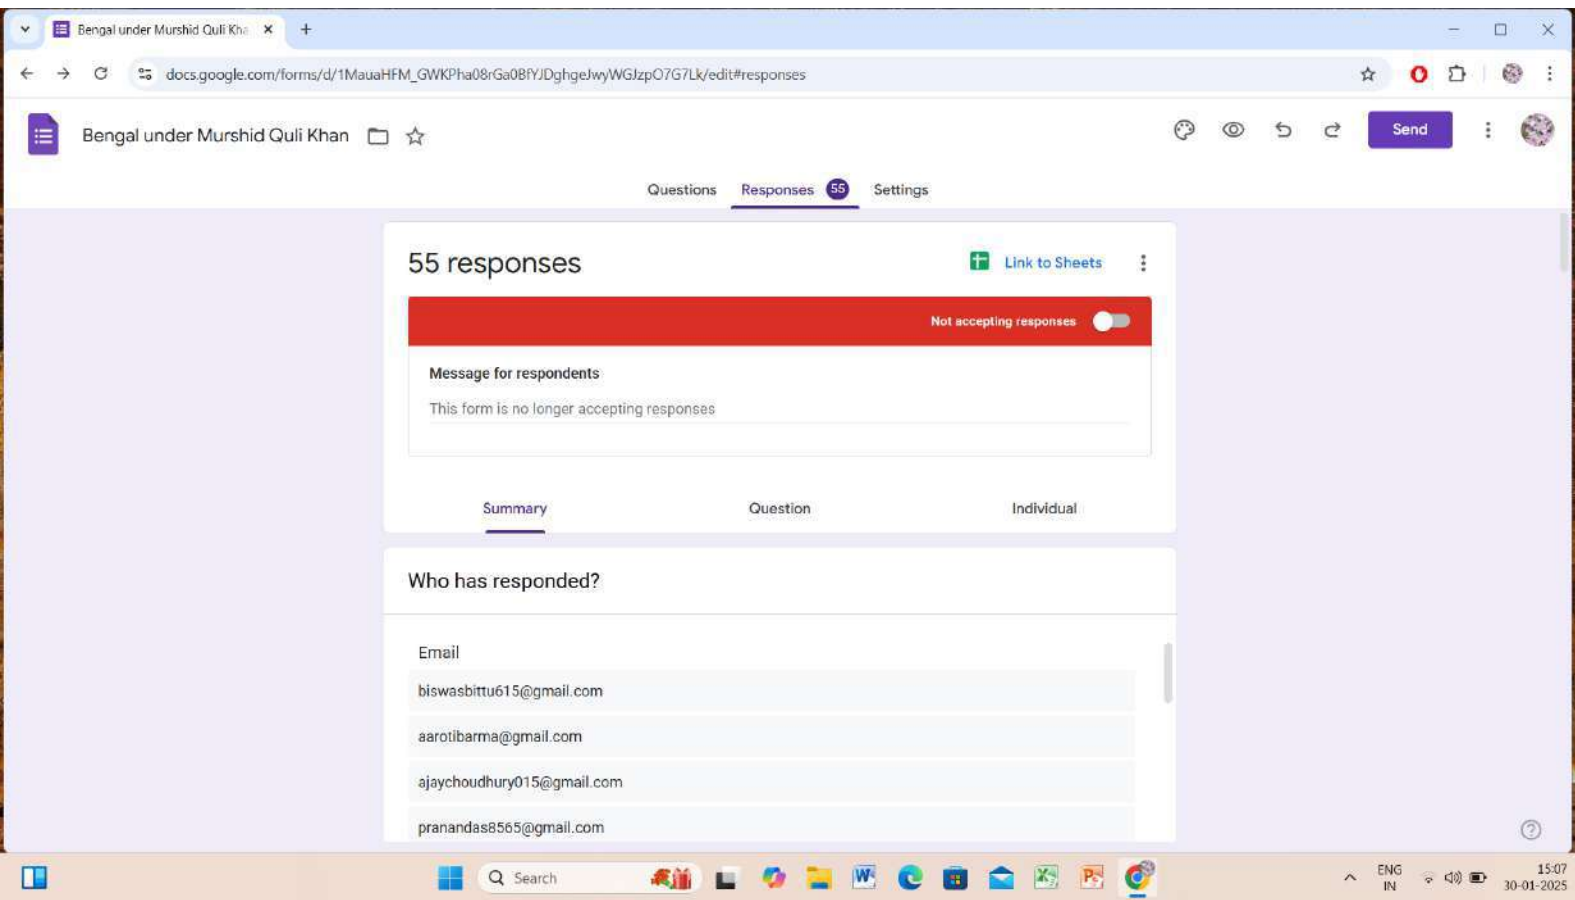 Bengal under Murshid Quli Kha
docs.google.com/forms/d/1MauaHFM_GWKPha08rGa0BfYJDghgeJwyWGJzpO7G7Lk/edit#responses
Bengal under Murshid Quli Khan
Send
Questions Responses 55 Settings
55 responses
Link to Sheets
Not accepting responses
Message for respondents
This form is no longer accepting responses
Summary Question Individual
Who has responded?
Email
biswasbittu615@gmail.com
aarotibarma@gmail.com
ajaychoudhury015@gmail.com
pranandas8565@gmail.com
Search
ENG
IN
15:07
30-01-2025